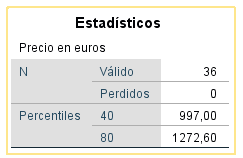 Estadísticos
Precio en euros
N Válido 36
Perdidos 0
Percentiles 40 997,00
80 1272,60